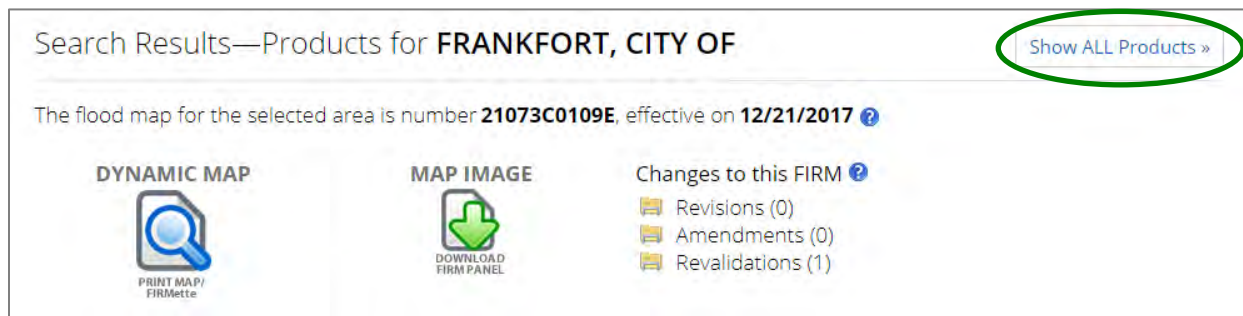 Search Results—Products for FRANKFORT, CITY OF
Show ALL Products »
The flood map for the selected area is number 21073C0109E, effective on 12/21/2017 ?
DYNAMIC MAP
PRINT MAP/
FIRMette
MAP IMAGE
DOWNLOAD
FIRM PANEL
Changes to this FIRM ?
Revisions (0)
Amendments (0)
Revalidations (1)